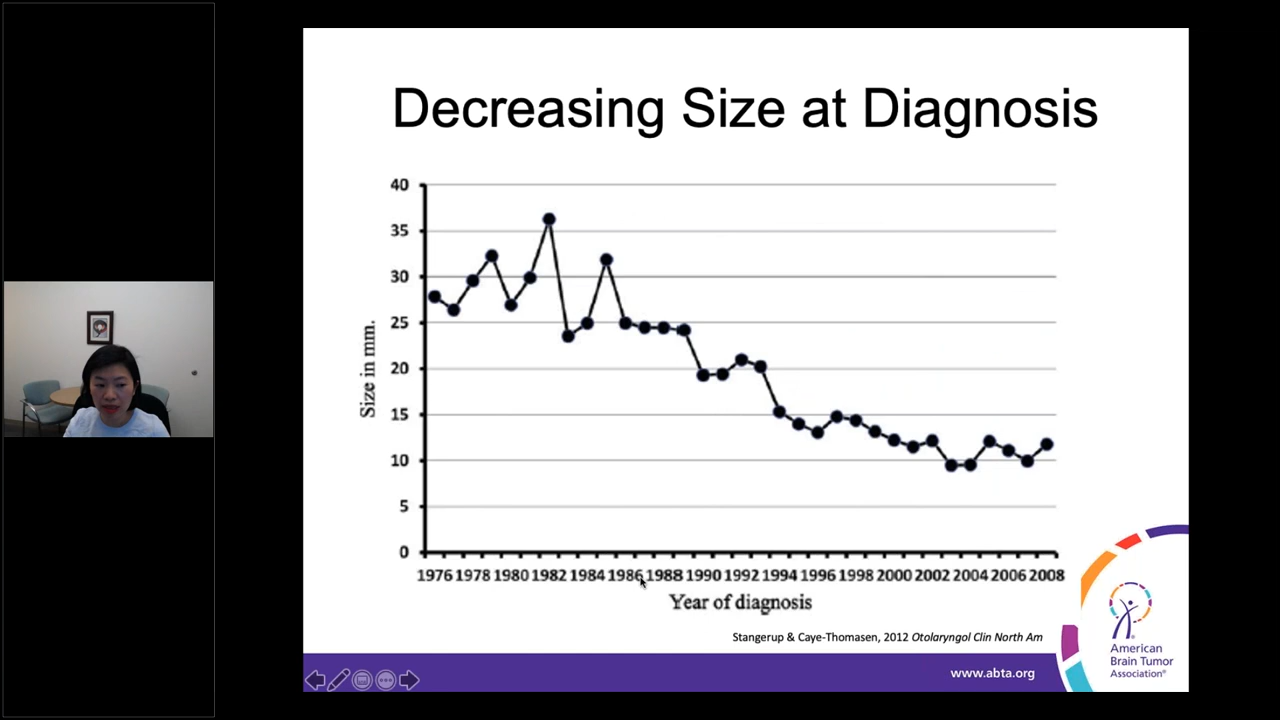 Decreasing Size at Diagnosis
40
35
30
25
20
15
10
5
0
Size in mm.
1976 1978 1980 1982 1984 1986 1988 1990 1992 1994 1996 1998 2000 2002 2004 2006 2008
Year of diagnosis
Stangerup & Caye-Thomasen, 2012 Otolaryngol Clin North Am
www.abta.org
American
Brain Tumor
Association®